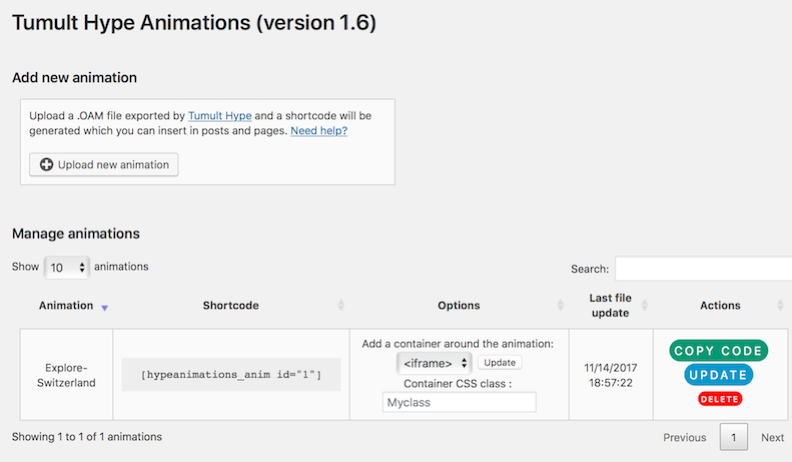 Tumult Hype Animations (version 1.6)
Add new animation
Upload a .OAM file exported by Tumult Hype and a shortcode will be
generated which you can insert in posts and pages. Need help?
Upload new animation
Manage animations
Show 10 animations
Search:
Animation Shortcode Options Last file update Actions
Explore-
Switzerland
[hypeanimations_anim id="1"]
Add a container around the animation:
<iframe> Update
Container CSS class :
Myclass
11/14/2017
18:57:22
COPY CODE
UPDATE
DELETE
Showing 1 to 1 of 1 animations
Previous 1 Next